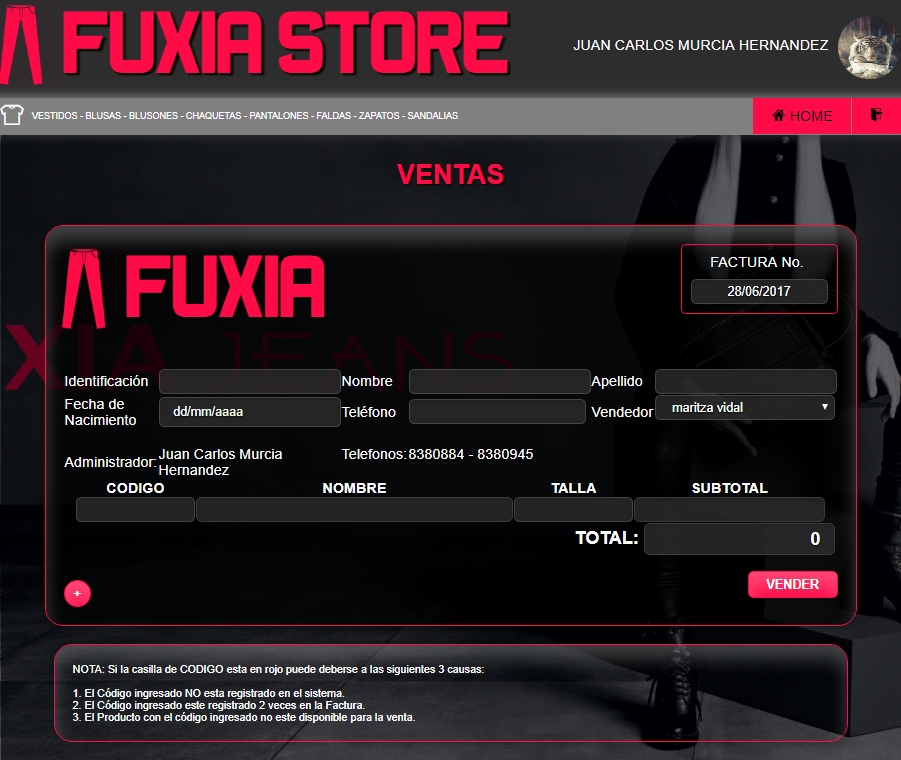 FUXIA STORE
JUAN CARLOS MURCIA HERNANDEZ
VESTIDOS - BLUSAS - BLUSONES - CHAQUETAS - PANTALONES - FALDAS - ZAPATOS - SANDALIAS
HOME
VENTAS
FUXIA
FACTURA No.
28/06/2017
XIA JEANS
Identificación
Nombre
Apellido
Fecha de
Nacimiento
dd/mm/aaaa
Teléfono
Vendedor
maritza vidal
Administrador:
Juan Carlos Murcia
Hernandez
Telefonos: 8380884 - 8380945
CODIGO NOMBRE TALLA SUBTOTAL
TOTAL: 0
+
VENDER
NOTA: Si la casilla de CODIGO esta en rojo puede deberse a las siguientes 3 causas:
1. El Código ingresado NO esta registrado en el sistema.
2. El Código ingresado este registrado 2 veces en la Factura.
3. El Producto con el código ingresado no este disponible para la venta.